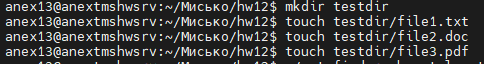 anex13@anextmshwsrv:~/Мисько/hw12$ mkdir testdir
anex13@anextmshwsrv:~/Мисько/hw12$ touch testdir/file1.txt
anex13@anextmshwsrv:~/Мисько/hw12$ touch testdir/file2.doc
anex13@anextmshwsrv:~/Мисько/hw12$ touch testdir/file3.pdf